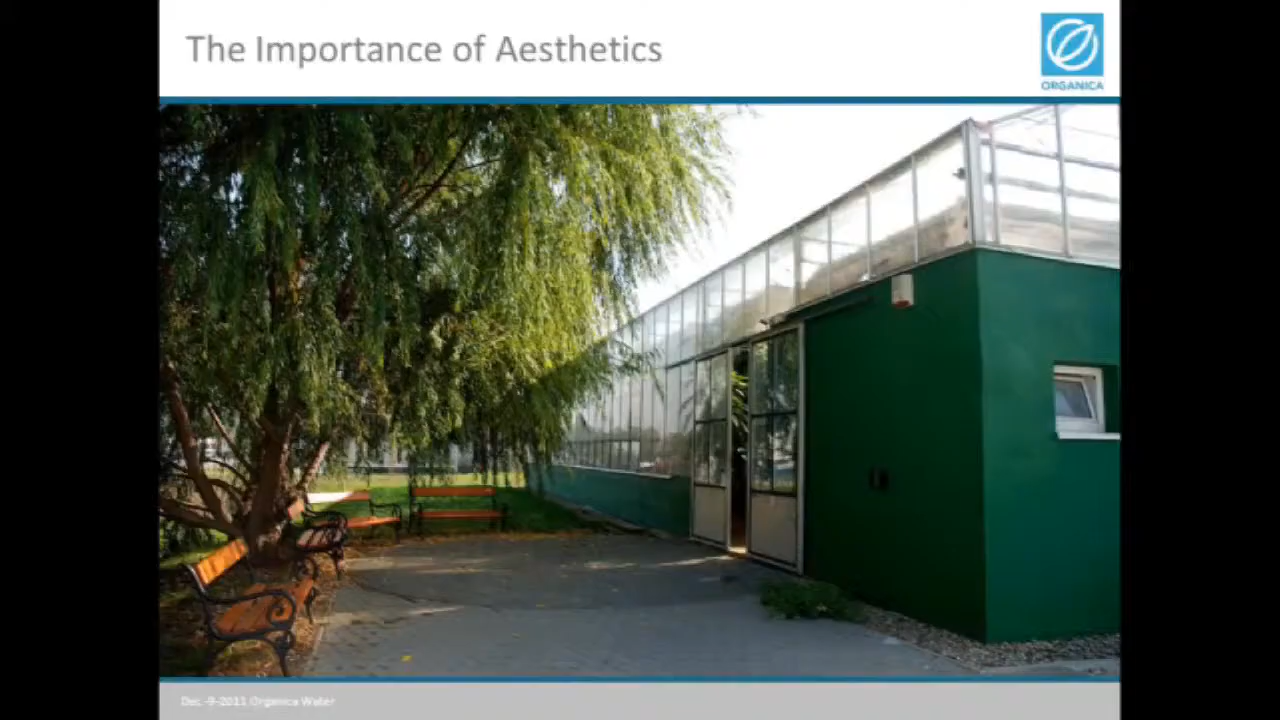 The Importance of Aesthetics
ORGANICA
Dec.-9-2011 Organica Water